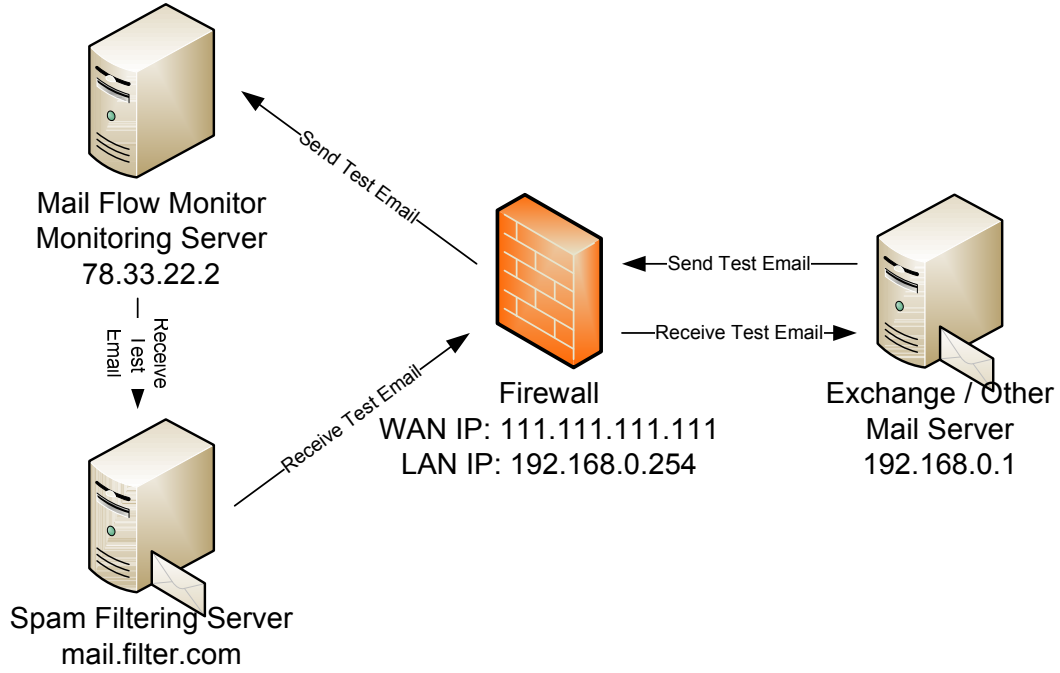 Mail Flow Monitor
Monitoring Server
78.33.22.2
Send Test Email
Receive
Test
Email
Receive Test Email
Send Test Email
Receive Test Email
Firewall
WAN IP: 111.111.111.111
LAN IP: 192.168.0.254
Exchange / Other
Mail Server
192.168.0.1
Spam Filtering Server
mail.filter.com